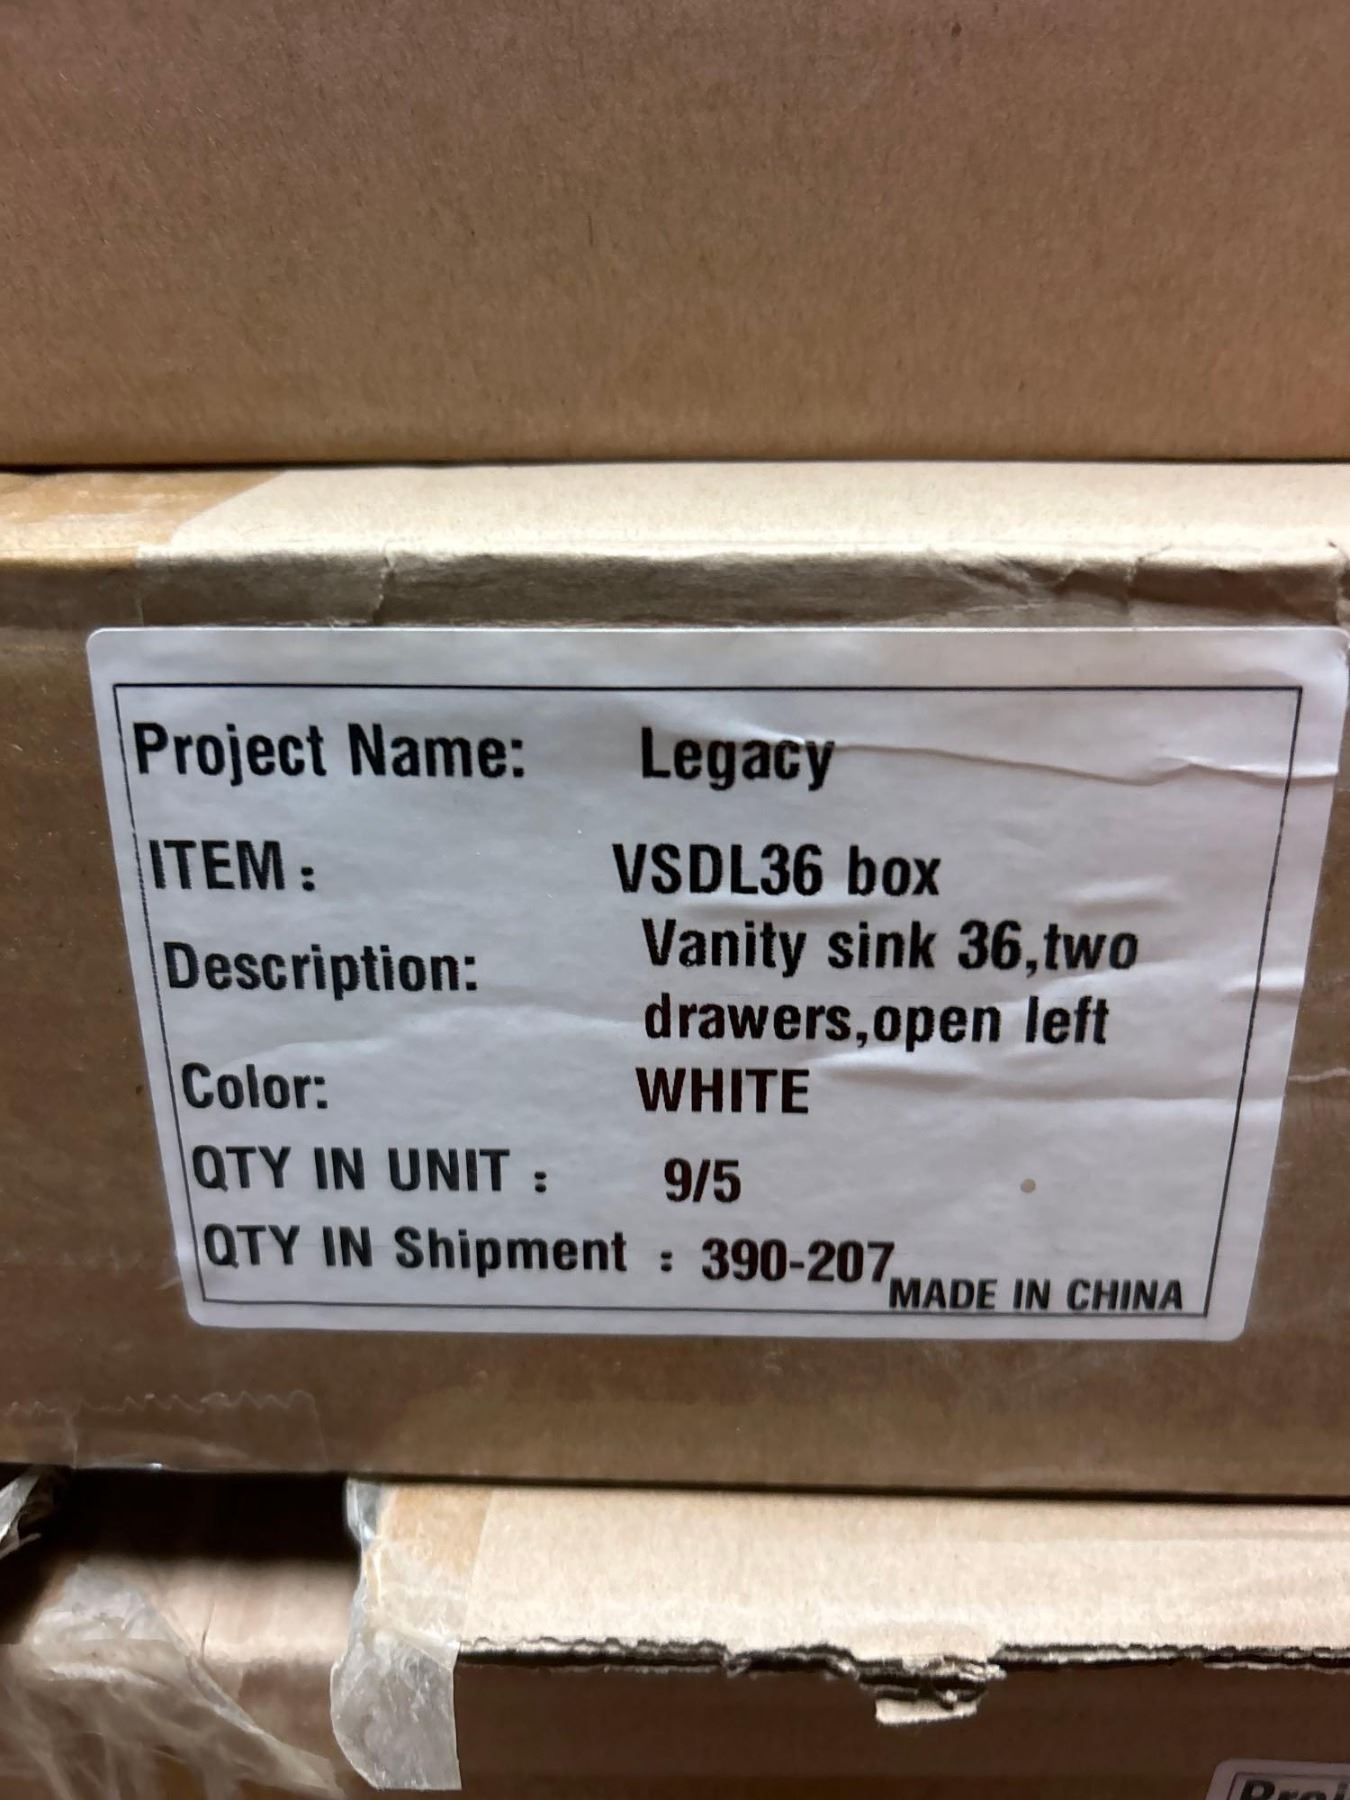 Project Name: Legacy
ITEM : VSDL36 box
Description: Vanity sink 36,two
drawers,open left
Color: WHITE
QTY IN UNIT : 9/5
QTY IN Shipment : 390-207
MADE IN CHINA